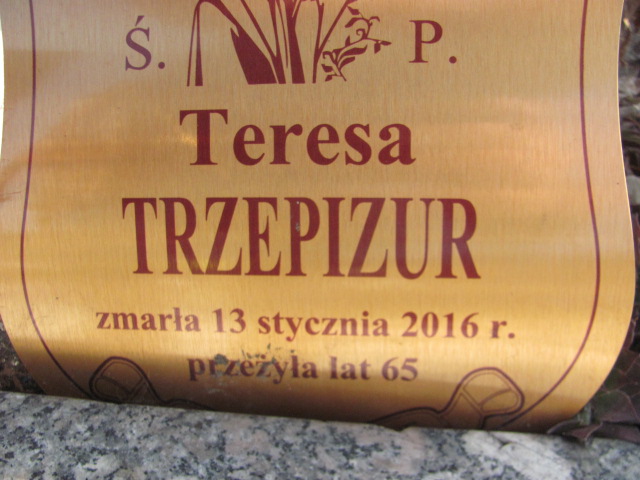 Ś. P.
Teresa
TRZEPIZUR
zmarła 13 stycznia 2016 r.
przeżyła lat 65